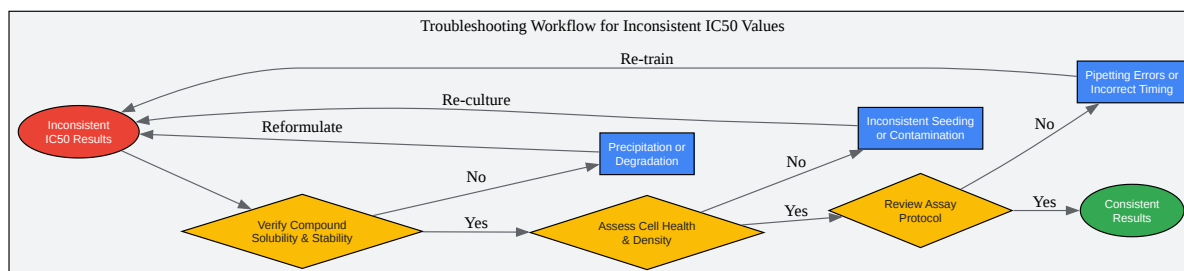 Troubleshooting Workflow for Inconsistent IC50 Values
Re-train
Pipetting Errors or
Incorrect Timing
Re-culture
Inconsistent
IC50 Results
Reformulate
Inconsistent Seeding
or Contamination
No
Precipitation or
Degradation
No
No
Verify Compound
Solubility & Stability
Yes
Assess Cell Health
& Density
Yes
Review Assay
Protocol
Yes
Consistent
Results